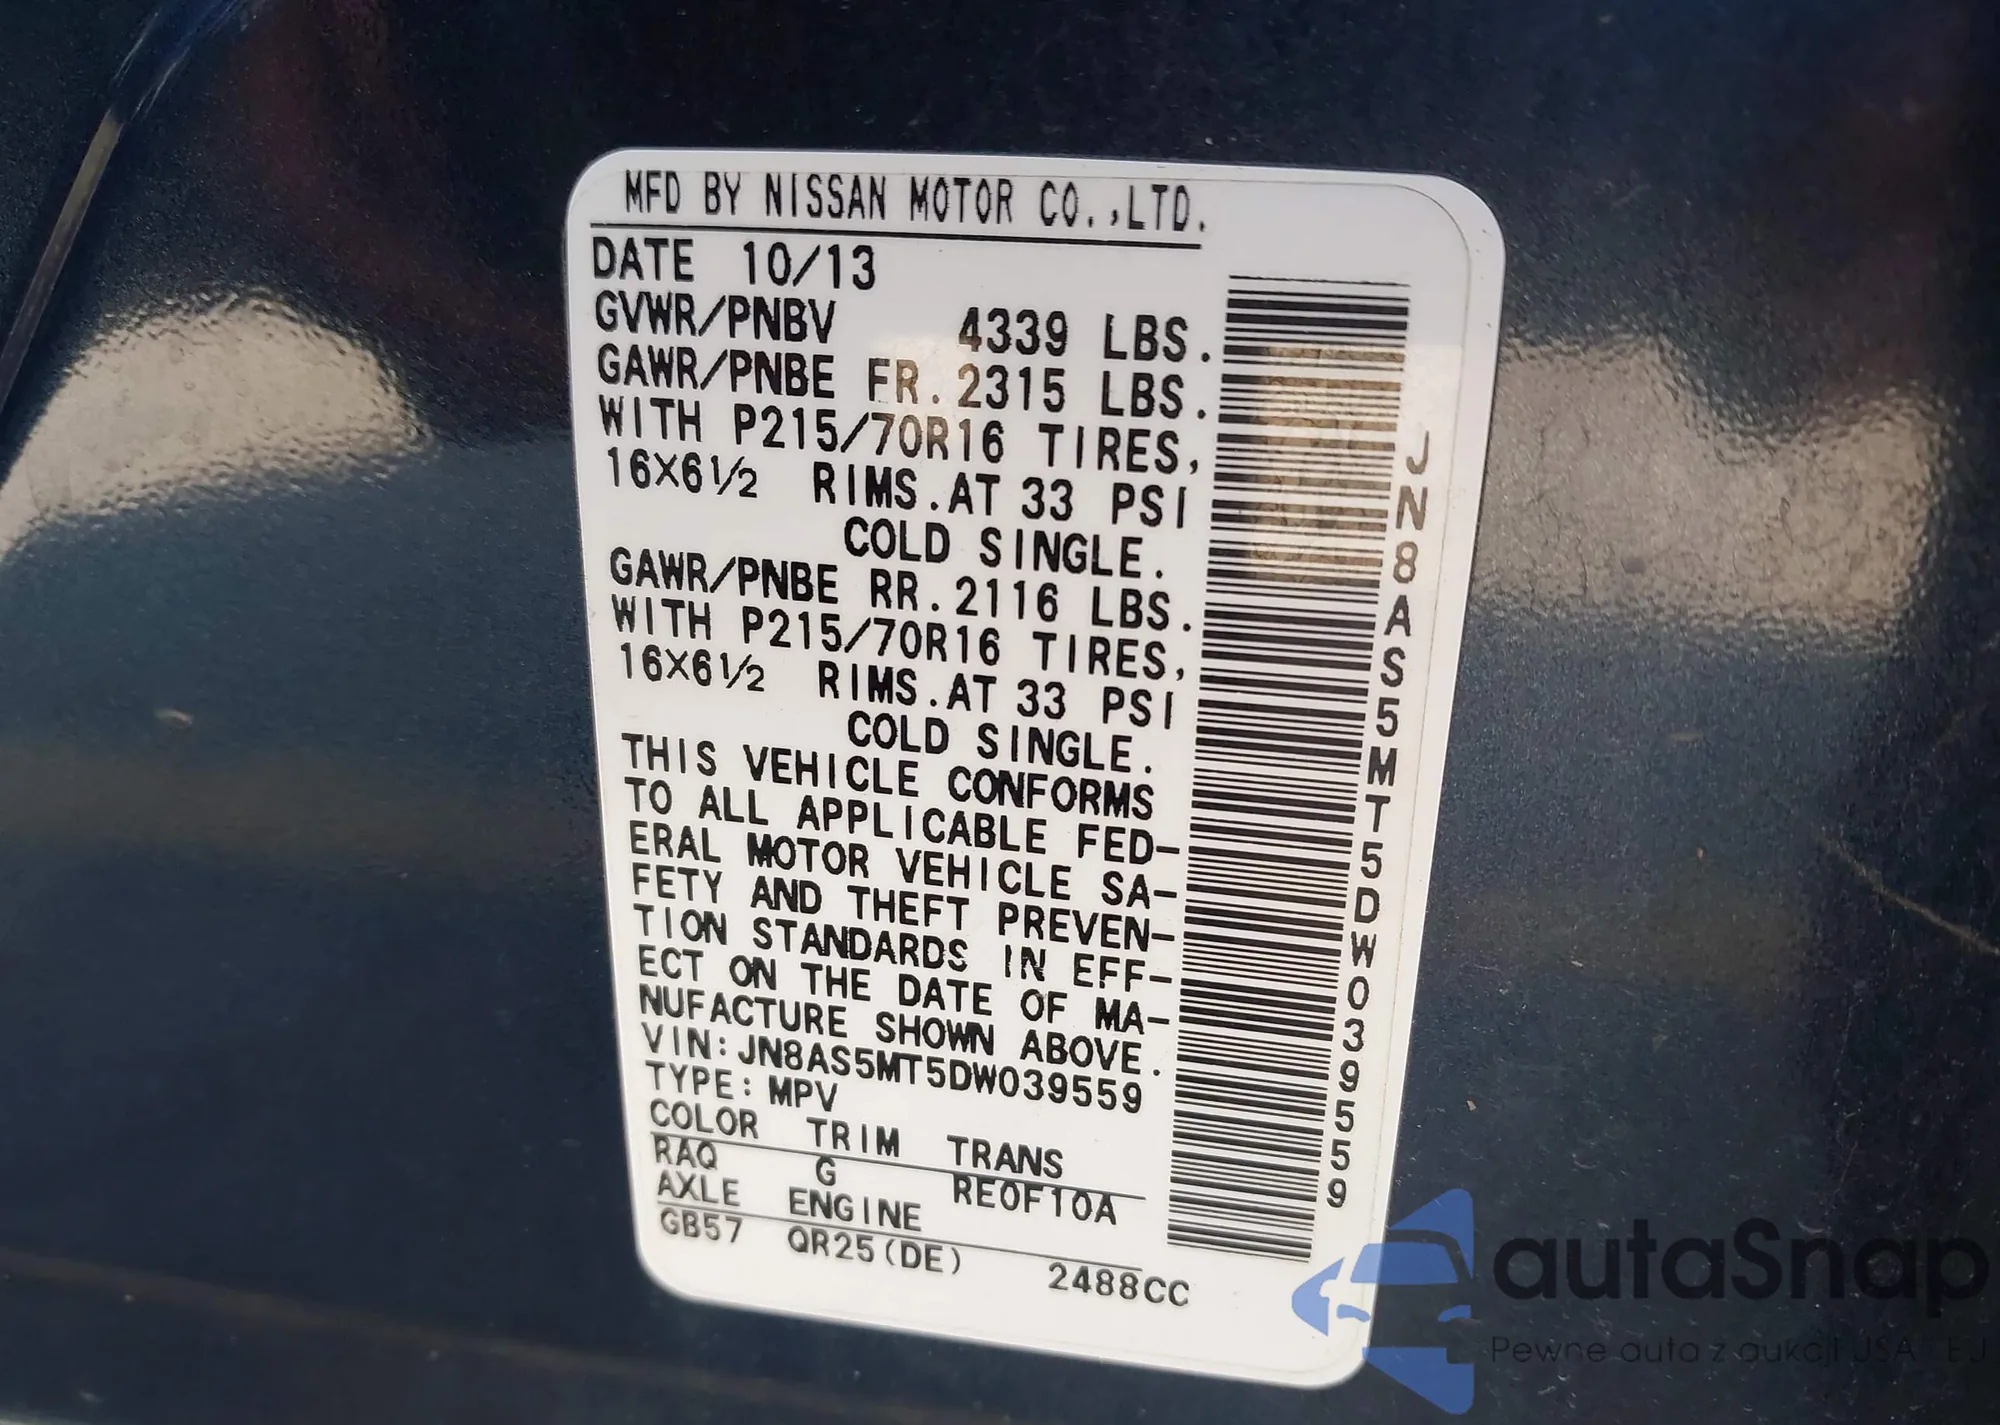 MFD BY NISSAN MOTOR CO.,LTD.
DATE 10/13
GVWR/PNBV 4339 LBS.
GAWR/PNBE FR.2315 LBS.
WITH P215/70R16 TIRES,
16X6½ RIMS.AT 33 PSI
COLD SINGLE.
GAWR/PNBE RR.2116 LBS.
WITH P215/70R16 TIRES,
16X6½ RIMS.AT 33 PSI
COLD SINGLE.
THIS VEHICLE CONFORMS
TO ALL APPLICABLE FED-
ERAL MOTOR VEHICLE SA-
FETY AND THEFT PREVEN-
TION STANDARDS IN EFF-
ECT ON THE DATE OF MA-
NUFACTURE SHOWN ABOVE.
VIN:JN8AS5MT5DW039559
TYPE:MPV
COLOR TRIM TRANS
RAQ G RE0F10A
AXLE ENGINE
GB57 QR25(DE) 2488CC
JN8AS5MT5DW039559
autaSnap
Pewne auta z aukcji